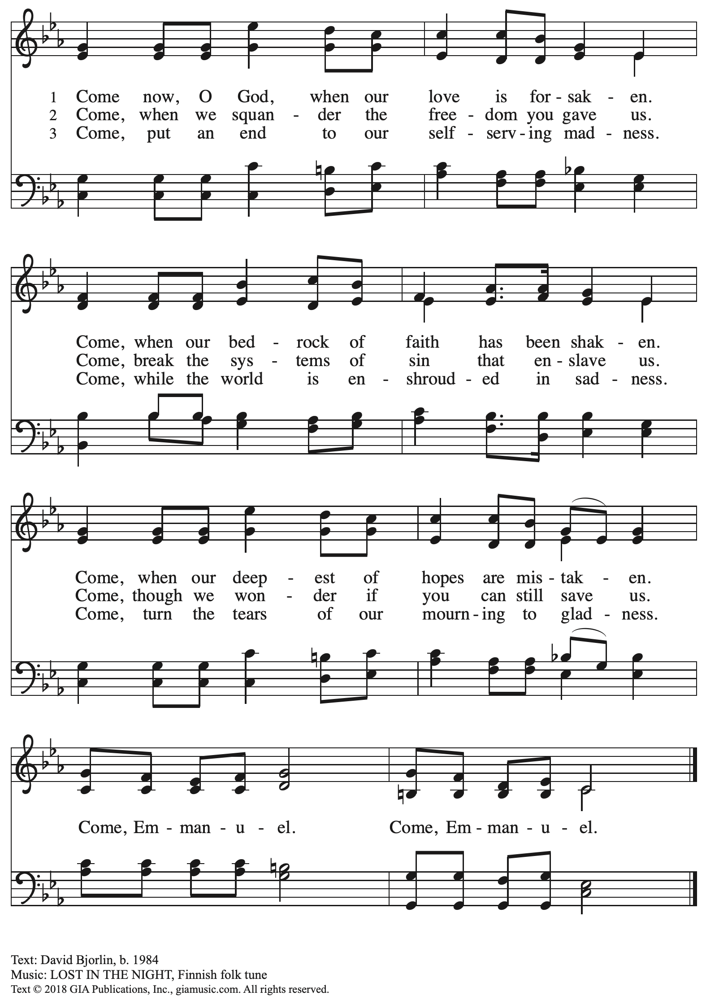 1 Come now, O God, when our love is for - sak - en.
2 Come, when we squan - der the free - dom you gave us.
3 Come, put an end to our self - serv - ing mad - ness.
Come, when our bed - rock of faith has been shak - en.
Come, break the sys - tems of sin that en - slave us.
Come, while the world is en - shroud - ed in sad - ness.
Come, when our deep - est of hopes are mis - tak - en.
Come, though we won - der if you can still save us.
Come, turn the tears of our mourn - ing to glad - ness.
Come, Em - man - u - el. Come, Em - man - u - el.
Text: David Bjorlin, b. 1984
Music: LOST IN THE NIGHT, Finnish folk tune
Text © 2018 GIA Publications, Inc., giamusic.com. All rights reserved.